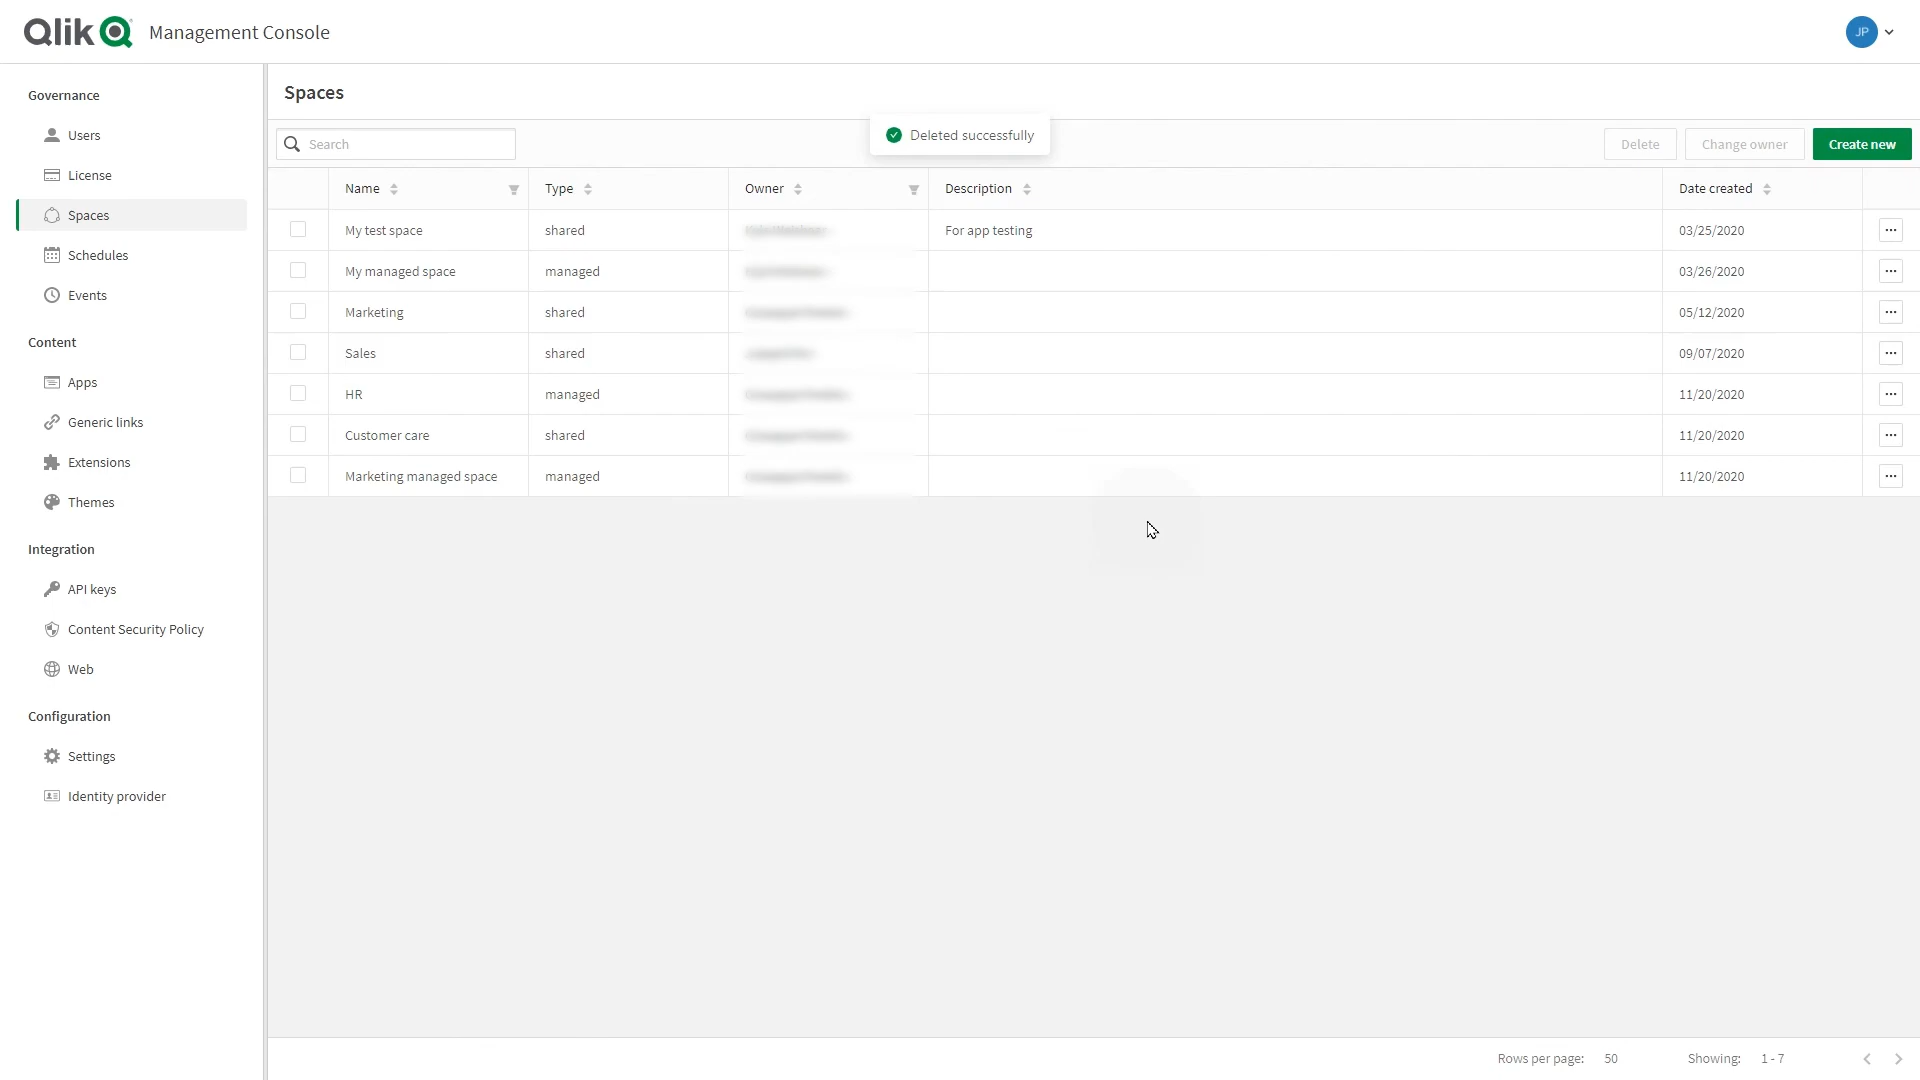 Qlik Management Console
JP
Governance
Users
License
Spaces
Schedules
Events
Content
Apps
Generic links
Extensions
Themes
Integration
API keys
Content Security Policy
Web
Configuration
Settings
Identity provider
Spaces
Search
Deleted successfully
Delete Change owner Create new
Name Type Owner Description Date created
My test space shared For app testing 03/25/2020
My managed space managed 03/26/2020
Marketing shared 05/12/2020
Sales shared 09/07/2020
HR managed 11/20/2020
Customer care shared 11/20/2020
Marketing managed space managed 11/20/2020
Rows per page: 50 Showing: 1 - 7